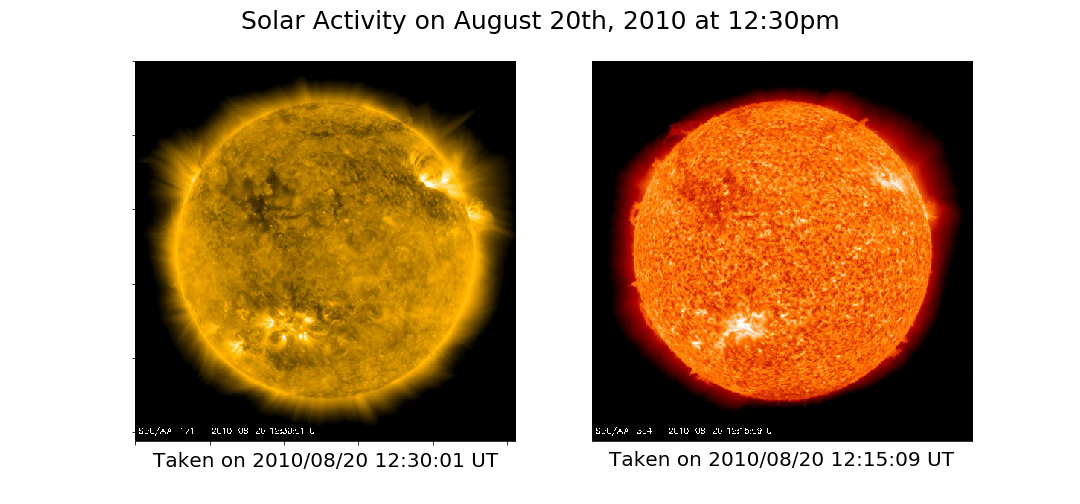 Solar Activity on August 20th, 2010 at 12:30pm
SDO/AIA 171 2010-08-20 12:30:01 U
SDO/AIA 304 2010-08-20 12:15:09 U
Taken on 2010/08/20 12:30:01 UT
Taken on 2010/08/20 12:15:09 UT